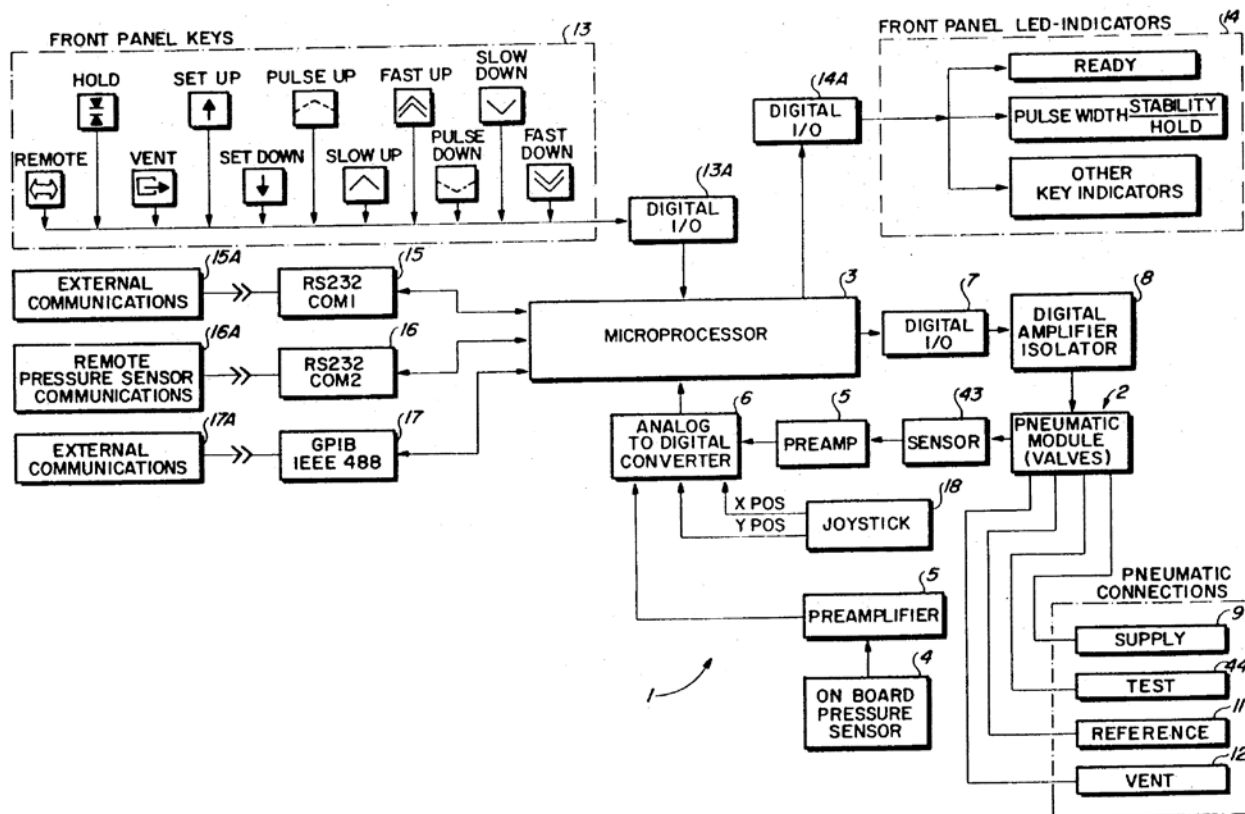 FRONT PANEL KEYS
13
HOLD
SET UP
PULSE UP
FAST UP
SLOW
DOWN
REMOTE
VENT
SET DOWN
SLOW UP
PULSE
DOWN
FAST
DOWN
13A
DIGITAL
I/O
14A
DIGITAL
I/O
FRONT PANEL LED-INDICATORS
14
READY
PULSE WIDTH STABILITY/HOLD
OTHER
KEY INDICATORS
15A
EXTERNAL
COMMUNICATIONS
15
RS232
COM1
16A
REMOTE
PRESSURE SENSOR
COMMUNICATIONS
16
RS232
COM2
17A
EXTERNAL
COMMUNICATIONS
17
GPIB
IEEE 488
3
MICROPROCESSOR
7
DIGITAL
I/O
8
DIGITAL
AMPLIFIER
ISOLATOR
6
ANALOG
TO DIGITAL
CONVERTER
5
PREAMP
43
SENSOR
2
PNEUMATIC
MODULE
(VALVES)
X POS
Y POS
18
JOYSTICK
5
PREAMPLIFIER
4
ON BOARD
PRESSURE
SENSOR
1
PNEUMATIC
CONNECTIONS
9
SUPPLY
44
TEST
11
REFERENCE
12
VENT